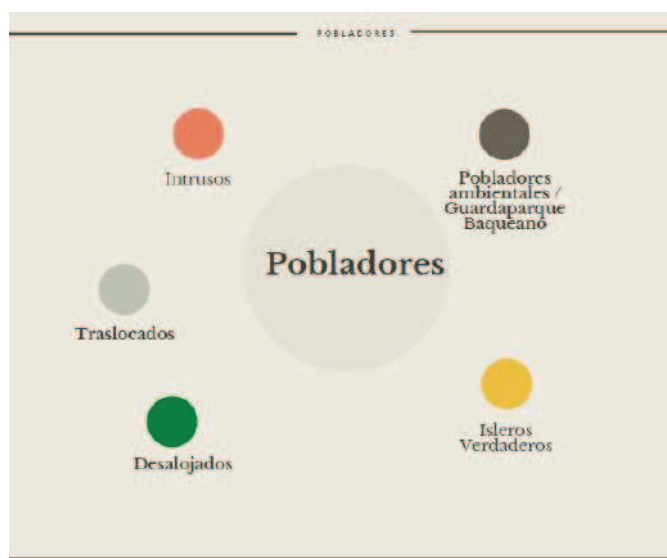 POBLADORES
Intrusos
Pobladores
ambientales /
Guardaparque
Baqueano
Pobladores
Traslocados
Isleros
Verdaderos
Desalojados